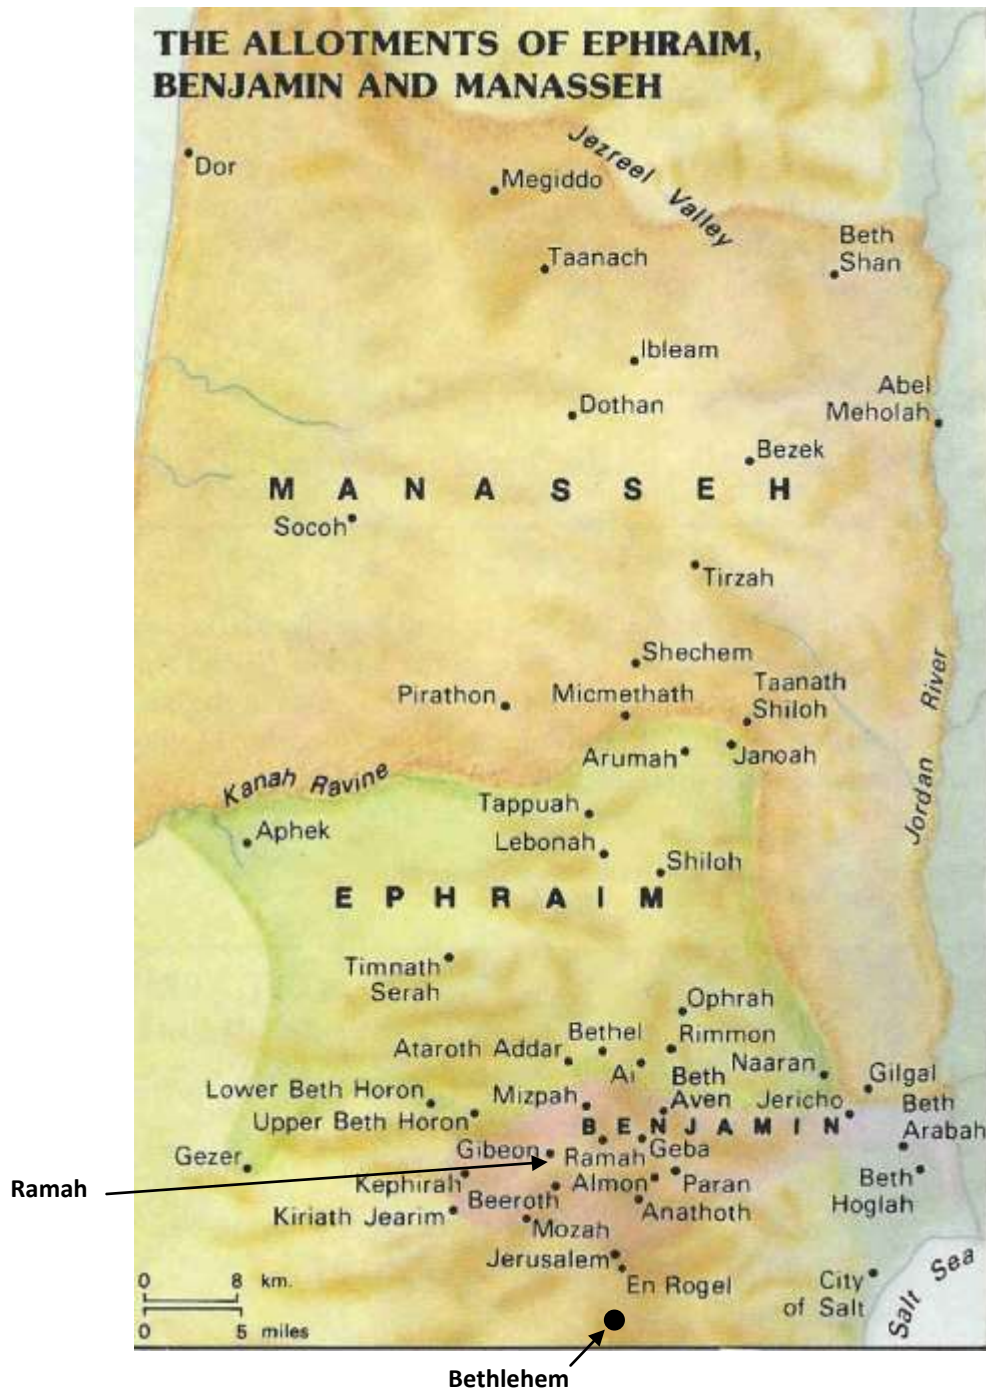 THE ALLOTMENTS OF EPHRAIM,
BENJAMIN AND MANASSEH
Dor
Megiddo
Jezreel Valley
Taanach
Beth
Shan
Ibleam
Dothan
Abel
Meholah
Bezek
MANASSEH
Socoh
Tirzah
Shechem
Pirathon
Micmethath
Taanath
Shiloh
Arumah
Janoah
Jordan River
Kanah Ravine
Tappuah
Aphek
Lebonah
Shiloh
EPHRAIM
Timnath
Serah
Ophrah
Bethel
Rimmon
Ataroth Addar
Ai
Naaran
Gilgal
Lower Beth Horon
Mizpah
Beth
Aven
Jericho
Beth
Arabah
Upper Beth Horon
BENJAMIN
Gibeon
Ramah
Geba
Gezer
Ramah
Kephirah
Beeroth
Almon
Paran
Beth
Hoglah
Kiriath Jearim
Anathoth
Mozah
Jerusalem
En Rogel
City
of Salt
Salt Sea
0 8 km.
0 5 miles
Bethlehem